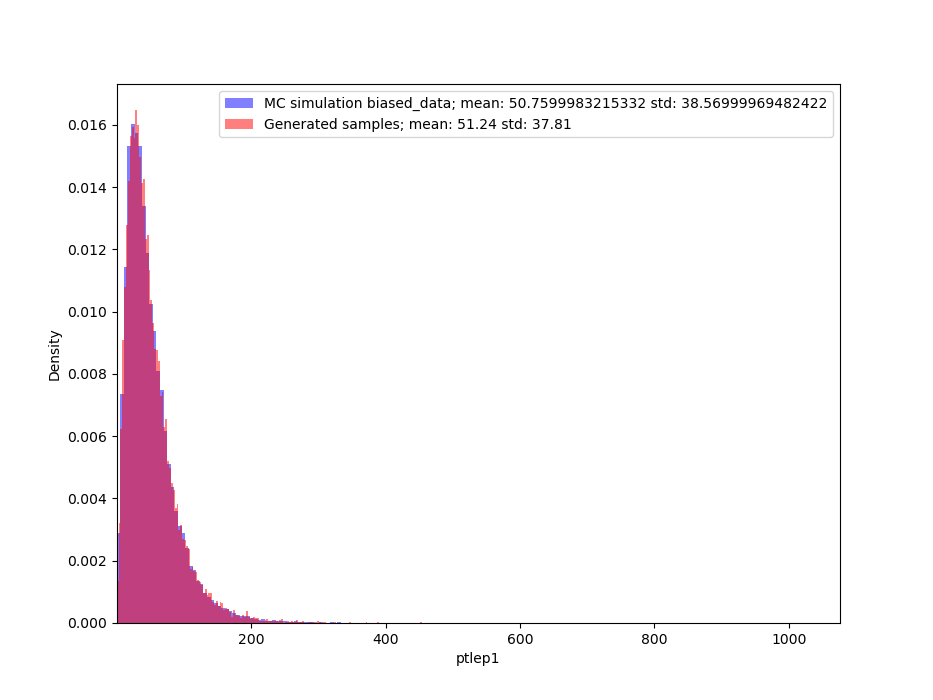 MC simulation biased_data; mean: 50.7599983215332 std: 38.56999969482422
Generated samples; mean: 51.24 std: 37.81
0.016
0.014
0.012
0.010
0.008
0.006
0.004
0.002
0.000
Density
200 400 600 800 1000
ptlep1